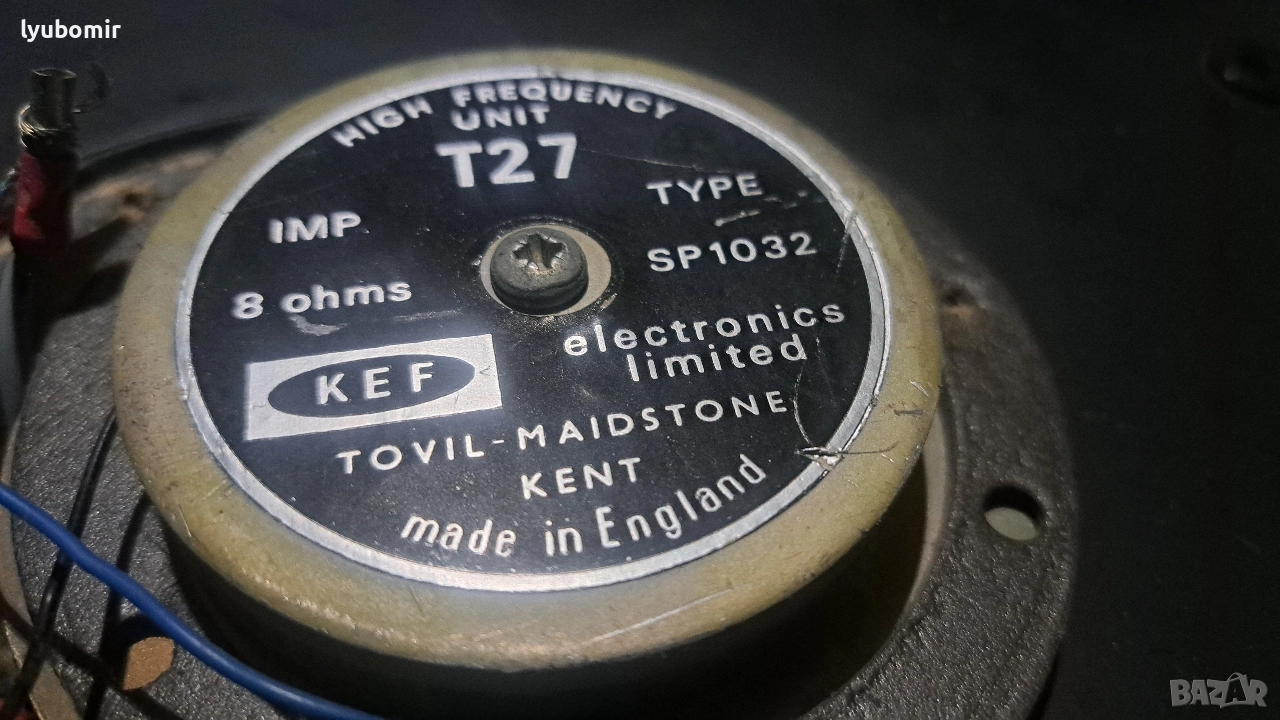 lyubomir
HIGH FREQUENCY
UNIT
T27
IMP.
8 ohms
TYPE
SP1032
KEF
electronics
limited
TOVIL-MAIDSTONE
KENT
made in England
BAZAR